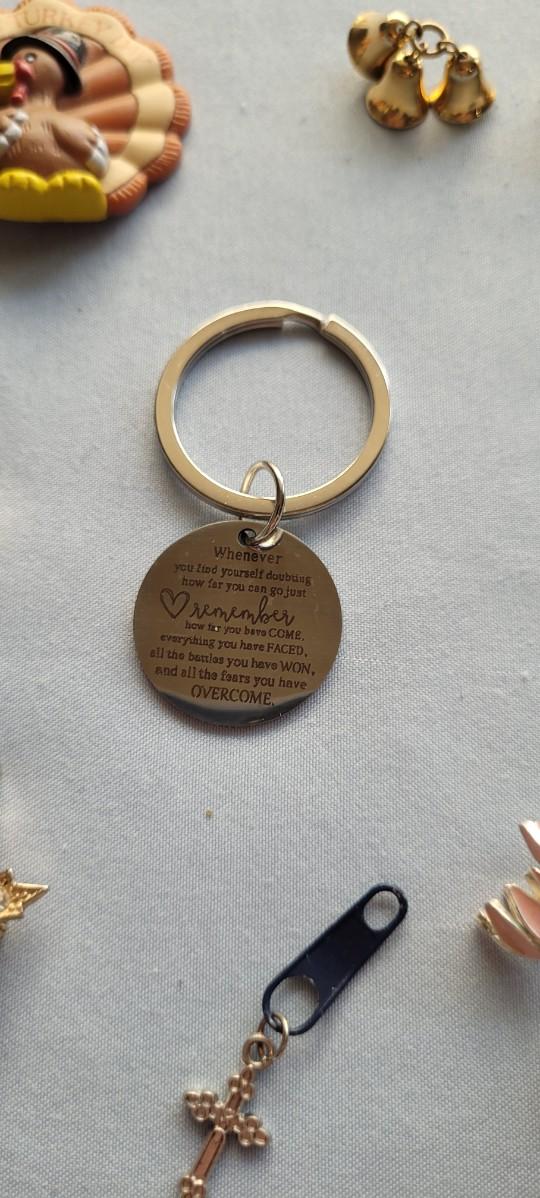 TURKEY
Whenever
you find yourself doubting
how far you can go just
remember
how far you have COME,
everything you have FACED,
all the battles you have WON,
and all the fears you have
OVERCOME.